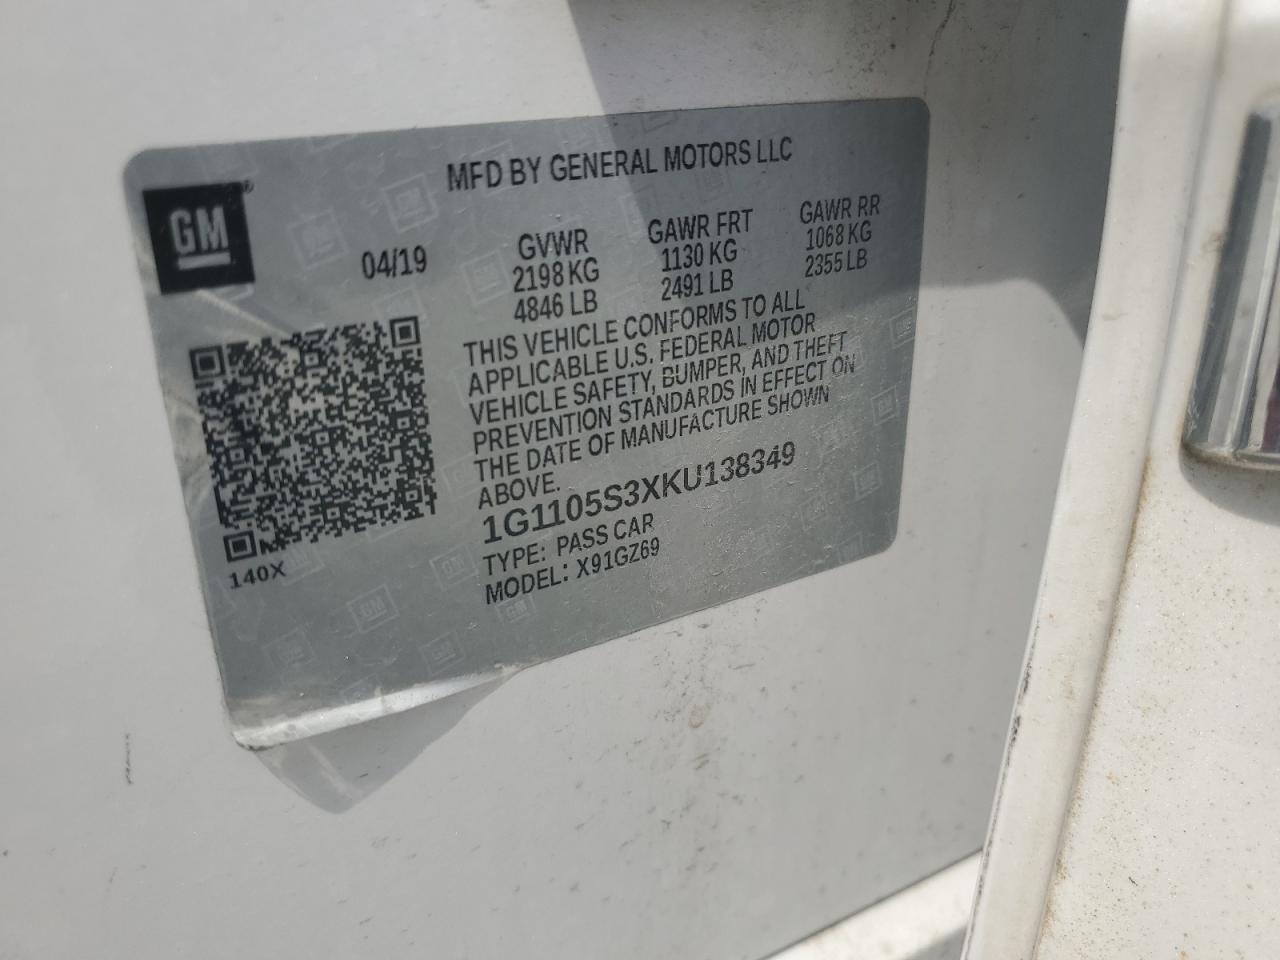 MFD BY GENERAL MOTORS LLC
GM®
04/19
GVWR
2198 KG
4846 LB
GAWR FRT
1130 KG
2491 LB
GAWR RR
1068 KG
2355 LB
THIS VEHICLE CONFORMS TO ALL
APPLICABLE U.S. FEDERAL MOTOR
VEHICLE SAFETY, BUMPER, AND THEFT
PREVENTION STANDARDS IN EFFECT ON
THE DATE OF MANUFACTURE SHOWN
ABOVE.
1G1105S3XKU138349
TYPE: PASS CAR
MODEL: X91GZ69
140X